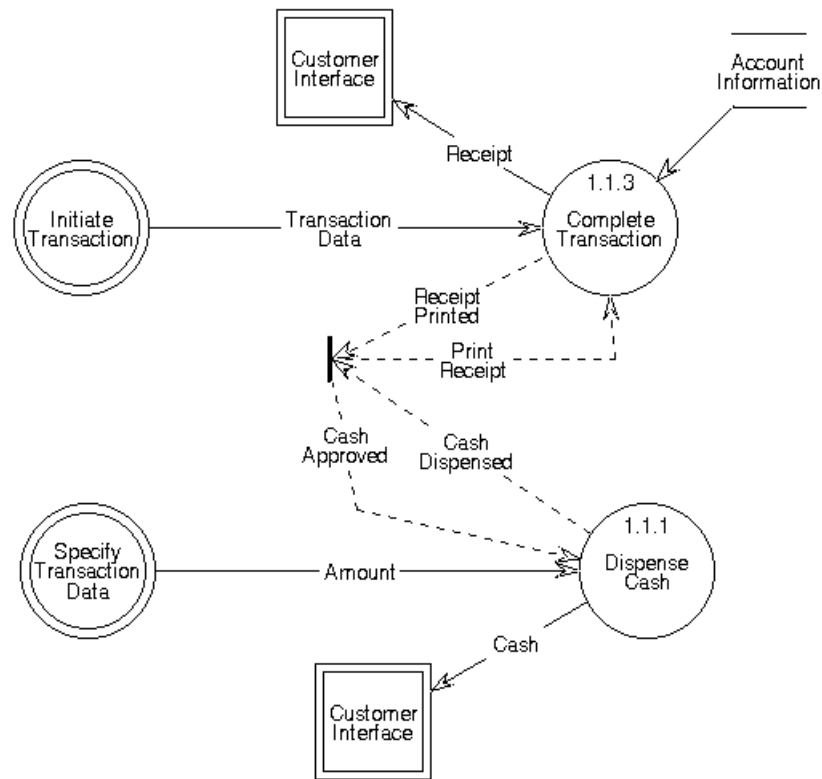 Customer
Interface
Account
Information
Receipt
1.1.3
Complete
Transaction
Initiate
Transaction
Transaction
Data
Receipt
Printed
Print
Receipt
Cash
Approved
Cash
Dispensed
1.1.1
Dispense
Cash
Specify
Transaction
Data
Amount
Cash
Customer
Interface